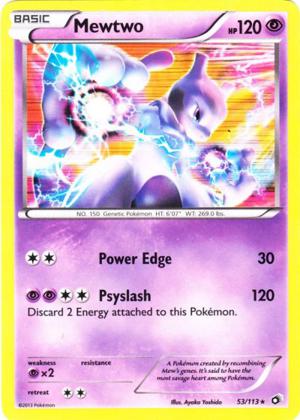 BASIC
Mewtwo
HP 120
NO. 150 Genetic Pokémon HT: 6'07" WT: 269.0 lbs.
Power Edge 30
Psyslash 120
Discard 2 Energy attached to this Pokémon.
weakness resistance
×2
A Pokémon created by recombining
Mew's genes. It's said to have the
most savage heart among Pokémon.
retreat
©2013 Pokémon
Illus. Ayaka Yoshida
53/113 ★